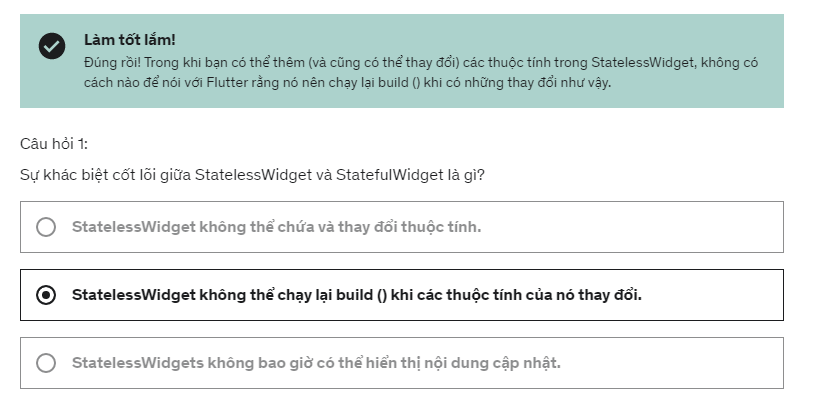 Làm tốt lắm!
Đúng rồi! Trong khi bạn có thể thêm (và cũng có thể thay đổi) các thuộc tính trong StatelessWidget, không có
cách nào để nói với Flutter rằng nó nên chạy lại build () khi có những thay đổi như vậy.
Câu hỏi 1:
Sự khác biệt cốt lõi giữa StatelessWidget và StatefulWidget là gì?
StatelessWidget không thể chứa và thay đổi thuộc tính.
StatelessWidget không thể chạy lại build () khi các thuộc tính của nó thay đổi.
StatelessWidgets không bao giờ có thể hiển thị nội dung cập nhật.